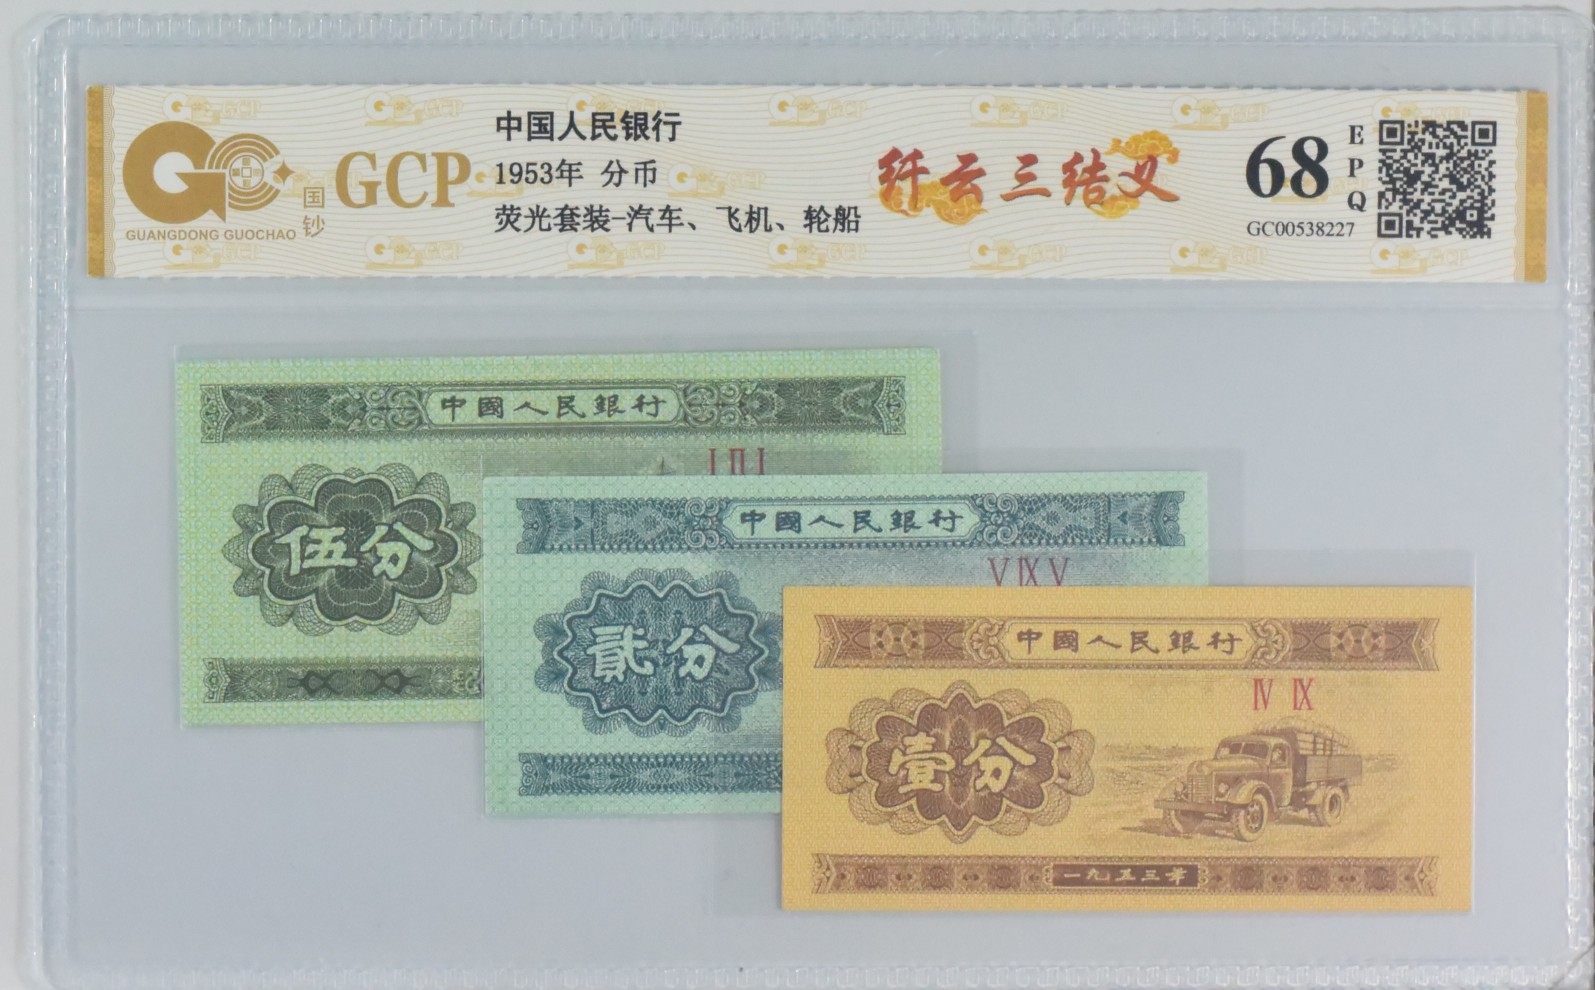 GCP
国钞
GUANGDONG GUOCHAO
中国人民银行
1953年 分币
荧光套装-汽车、飞机、轮船
纤云三结义
68
EPQ
GC00538227
中國人民銀行
I II I
伍分
中國人民銀行
V IX V
貳分
中國人民銀行
IV IX
壹分
一九五三年